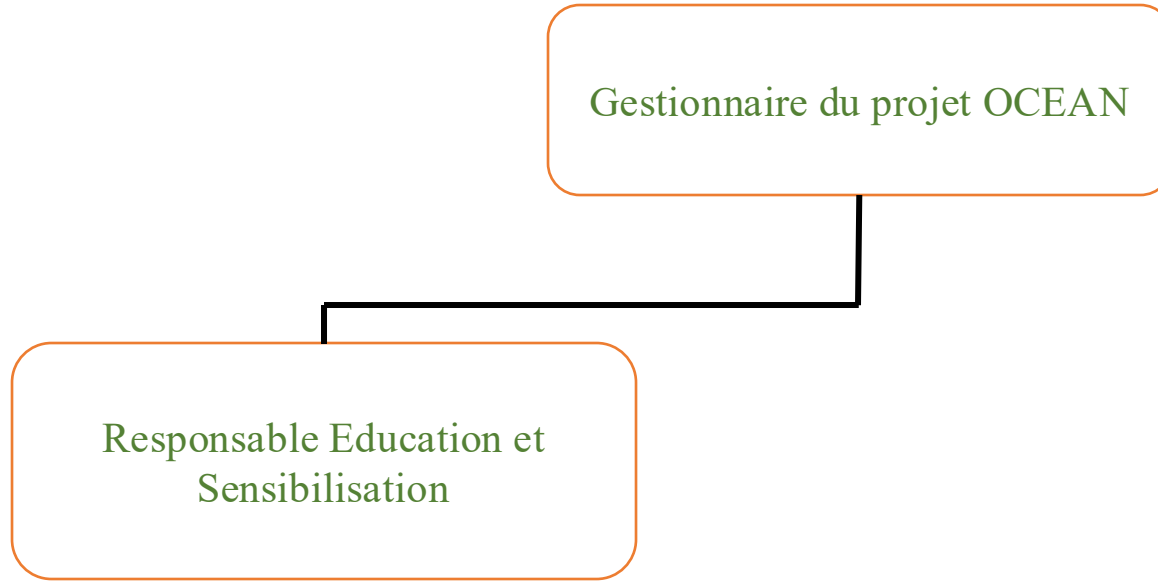 Gestionnaire du projet OCEAN
Responsable Education et
Sensibilisation